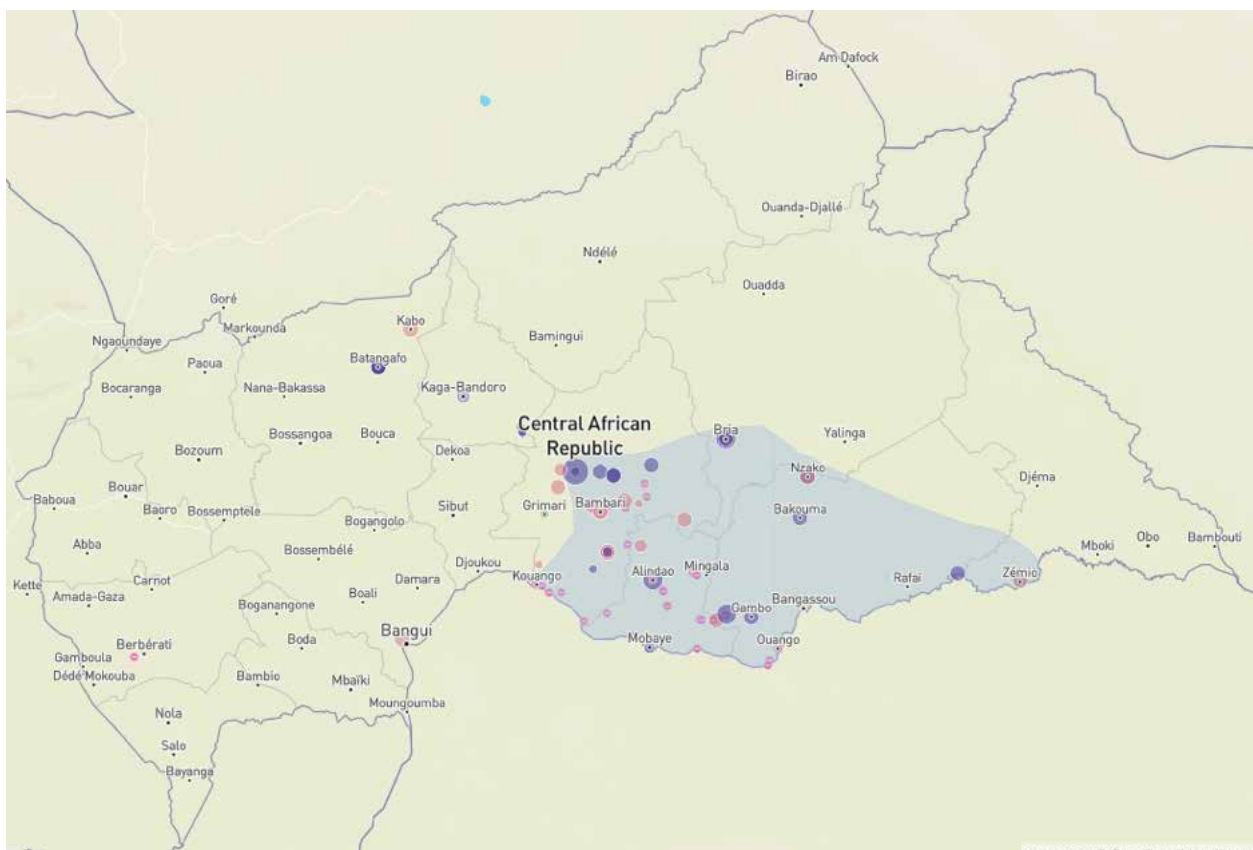 Am Dafock
Birao
Ouanda-Djallé
Ndélé
Ouadda
Goré
Kabo
Markounda
Ngaoundaye
Bamingui
Paoua
Batangafo
Bocaranga
Nana-Bakassa
Kaga-Bandoro
Central African
Republic
Bria
Bossangoa
Bouca
Yalinga
Bozoum
Dekoa
Nzako
Djéma
Bouar
Baboua
Grimari
Bambari
Sibut
Baoro
Bossemptele
Bakouma
Bogangolo
Obo
Bambouti
Abba
Bossembélé
Mboki
Djoukou
Kouango
Alindao
Mingala
Zémio
Rafaï
Kette
Carnot
Damara
Amada-Gaza
Boali
Boganangone
Gambo
Bangassou
Bangui
Berbérati
Boda
Mobaye
Ouango
Gamboula
Dédé Mokouba
Bambio
Mbaïki
Moungoumba
Nola
Salo
Bayanga